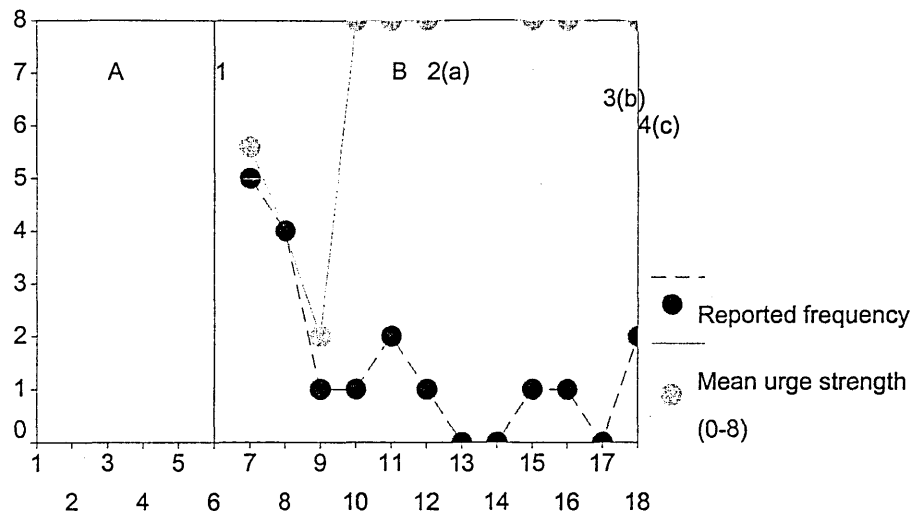 8
7 A 1 B 2(a)
3(b)
6
4(c)
5
4
3
2 Reported frequency
1 Mean urge strength
0 (0-8)
1 3 5 7 9 11 13 15 17
2 4 6 8 10 12 14 16 18